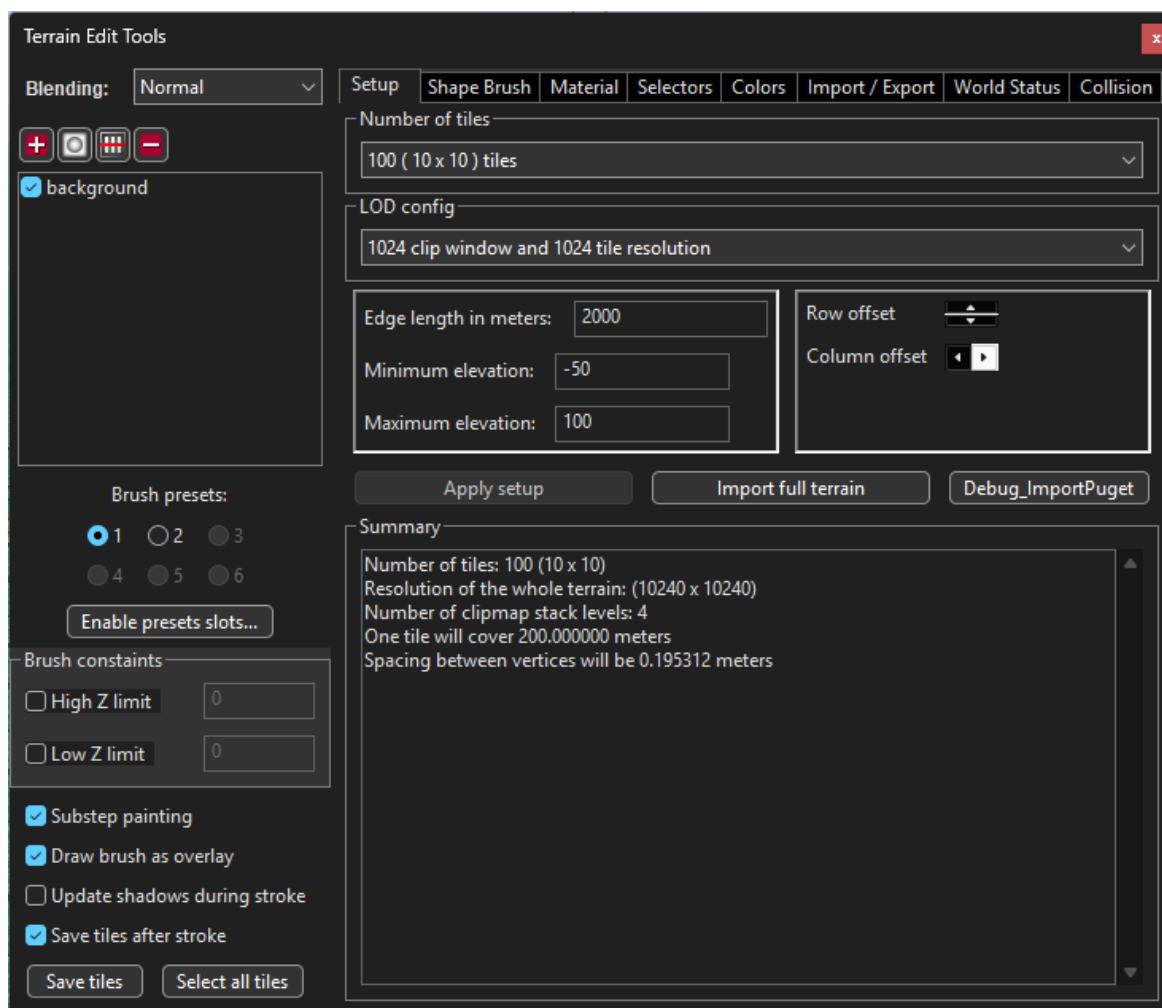 Terrain Edit Tools
x
Blending: Normal
Setup Shape Brush Material Selectors Colors Import / Export World Status Collision
Number of tiles
100 ( 10 x 10 ) tiles
background
LOD config
1024 clip window and 1024 tile resolution
Edge length in meters: 2000
Minimum elevation: -50
Maximum elevation: 100
Row offset
Column offset
Apply setup Import full terrain Debug_ImportPuget
Brush presets:
1 2 3
4 5 6
Enable presets slots...
Brush constaints
High Z limit 0
Low Z limit 0
Substep painting
Draw brush as overlay
Update shadows during stroke
Save tiles after stroke
Save tiles Select all tiles
Summary
Number of tiles: 100 (10 x 10)
Resolution of the whole terrain: (10240 x 10240)
Number of clipmap stack levels: 4
One tile will cover 200.000000 meters
Spacing between vertices will be 0.195312 meters